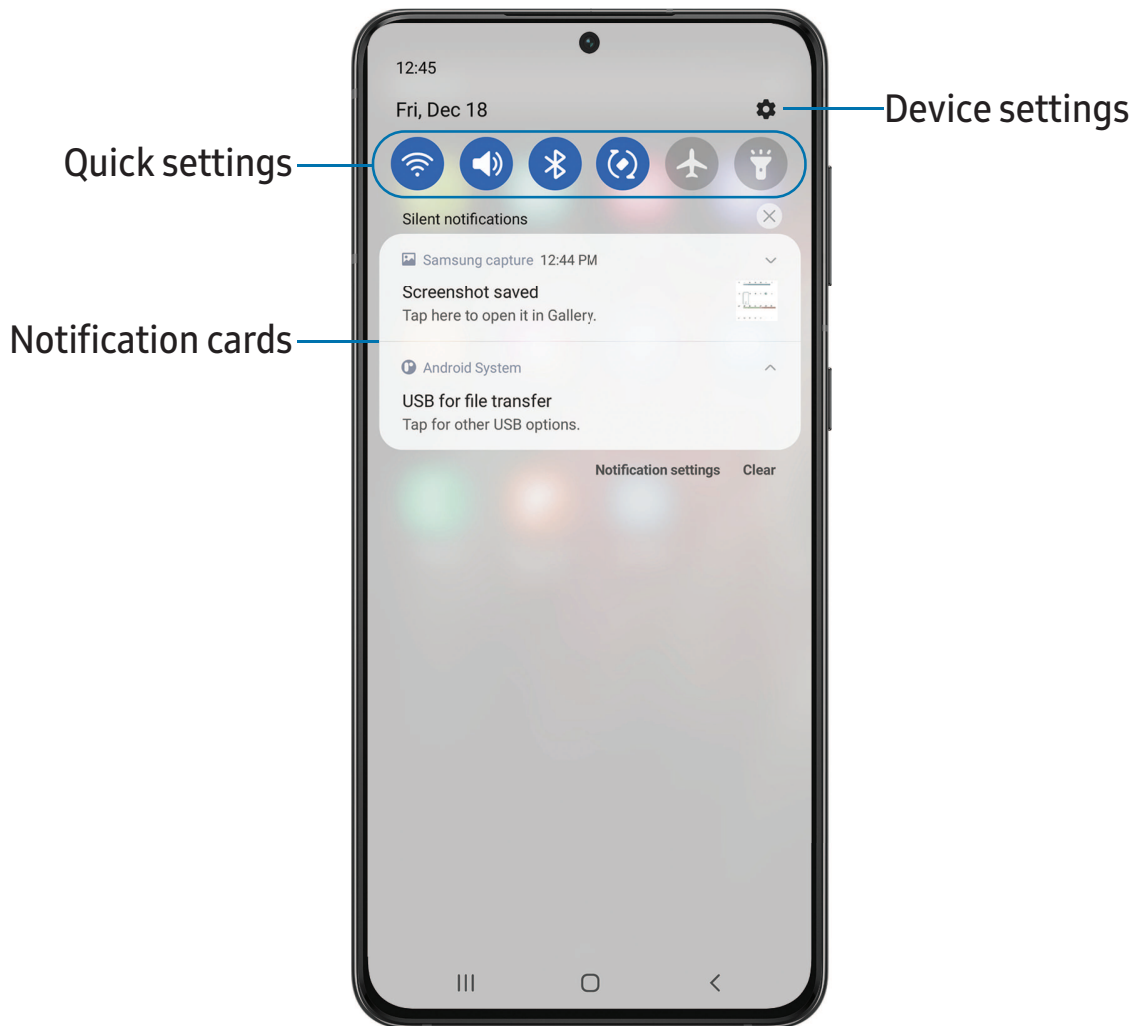 12:45
Fri, Dec 18
Device settings
Quick settings
Silent notifications
Samsung capture 12:44 PM
Screenshot saved
Tap here to open it in Gallery.
Notification cards
Android System
USB for file transfer
Tap for other USB options.
Notification settings Clear